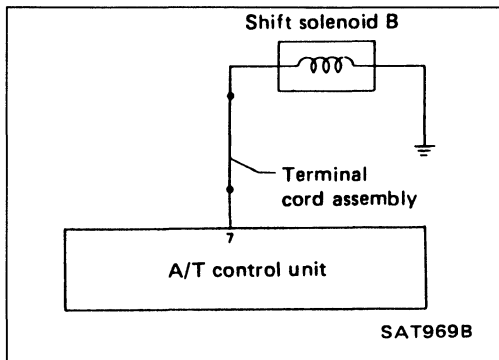 Shift solenoid B
Terminal
cord assembly
7
A/T control unit
SAT969B